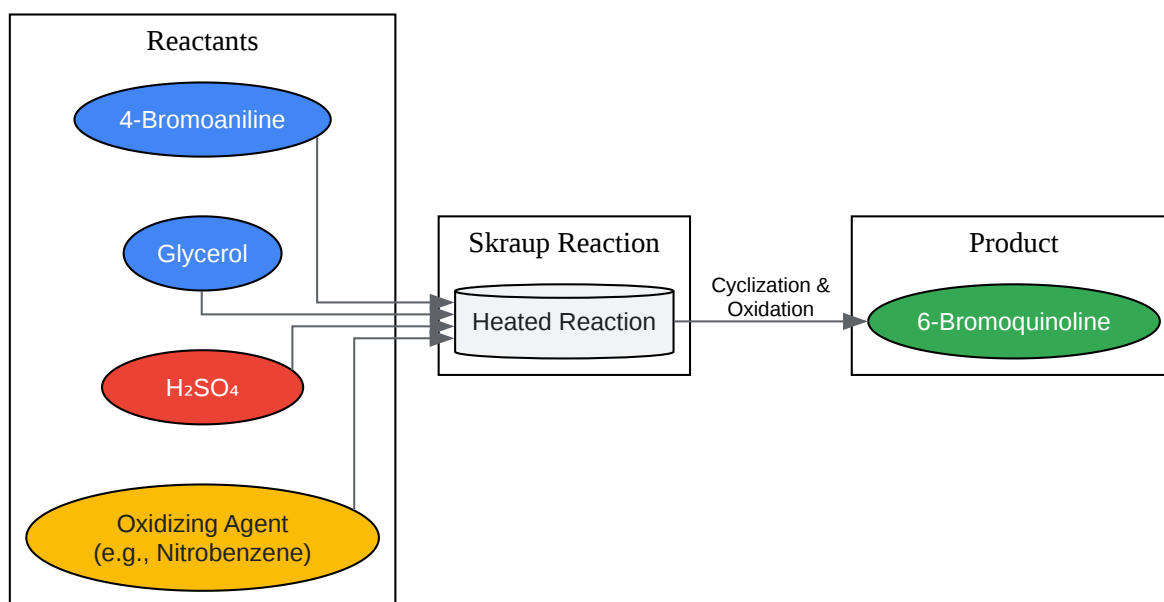 Reactants
4-Bromoaniline
Glycerol
H₂SO₄
Oxidizing Agent
(e.g., Nitrobenzene)
Skraup Reaction
Heated Reaction
Cyclization &
Oxidation
Product
6-Bromoquinoline